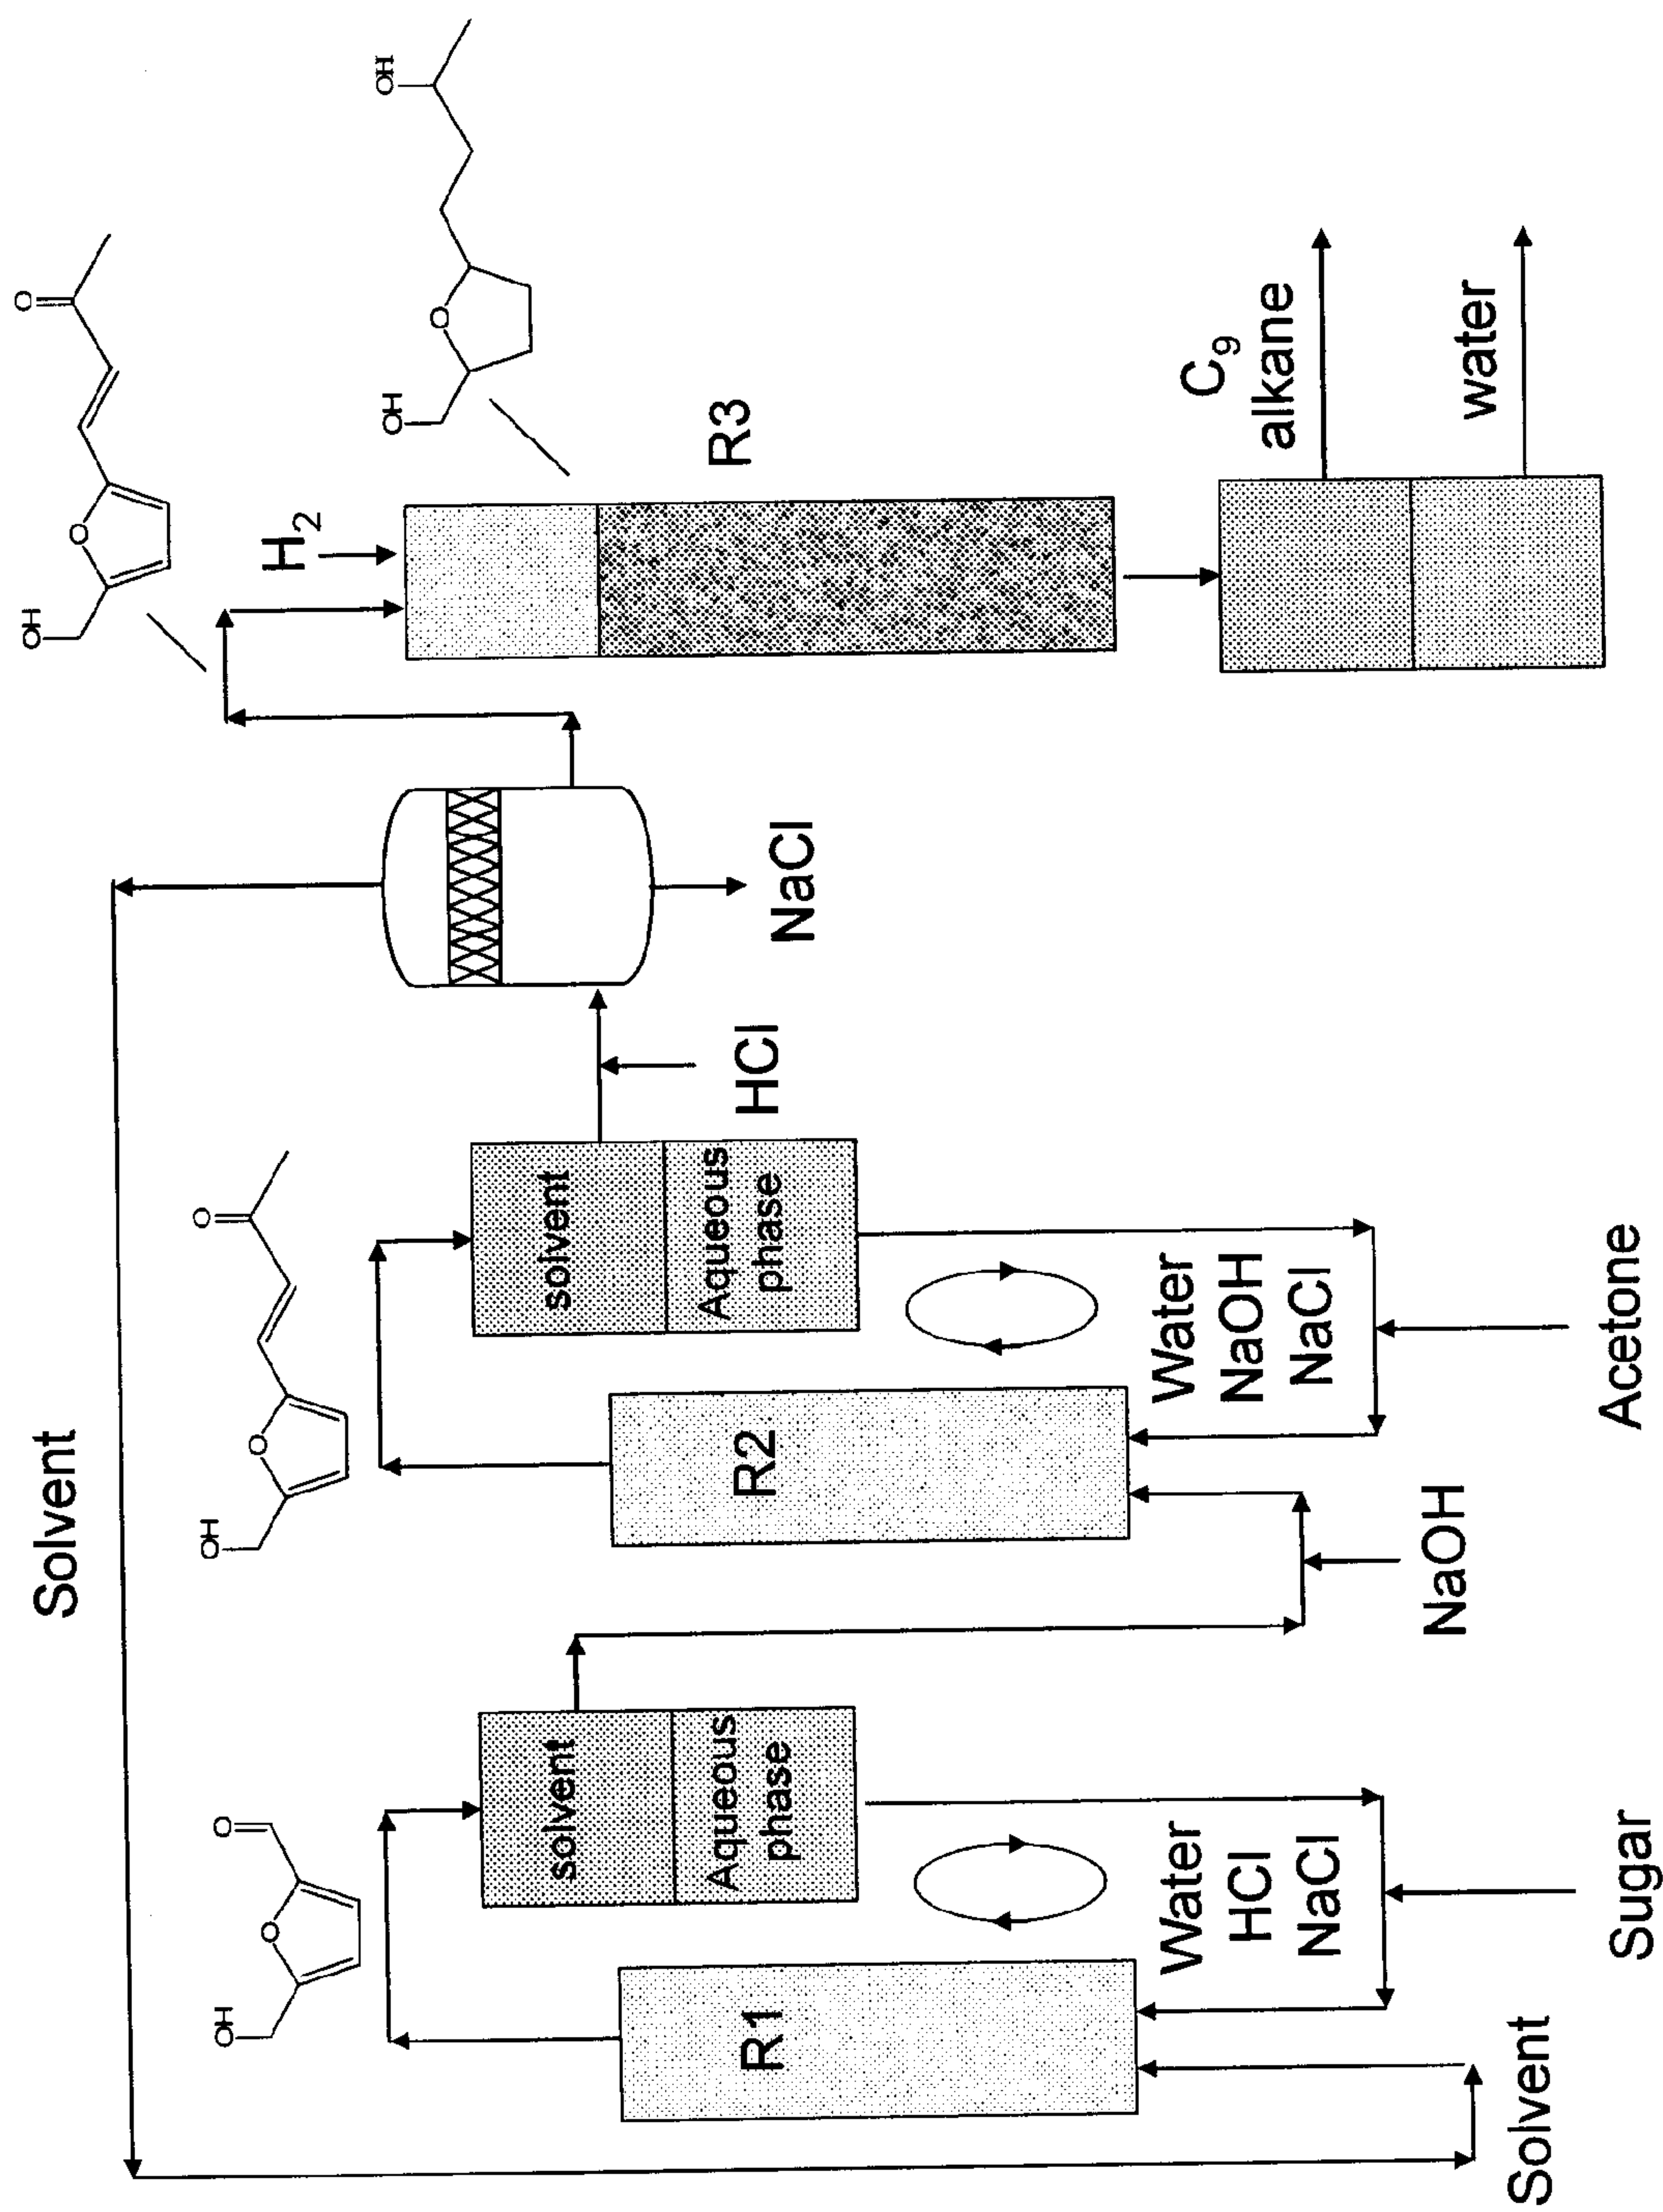 Solvent
OH
O
O
OH
O
O
OH
O
O
OH
O
OH
H2
R3
solvent
Aqueous
phase
solvent
Aqueous
phase
R1
R2
HCl
NaCl
C9
alkane
water
Water
HCl
NaCl
Water
NaOH
NaCl
Solvent
Sugar
NaOH
Acetone